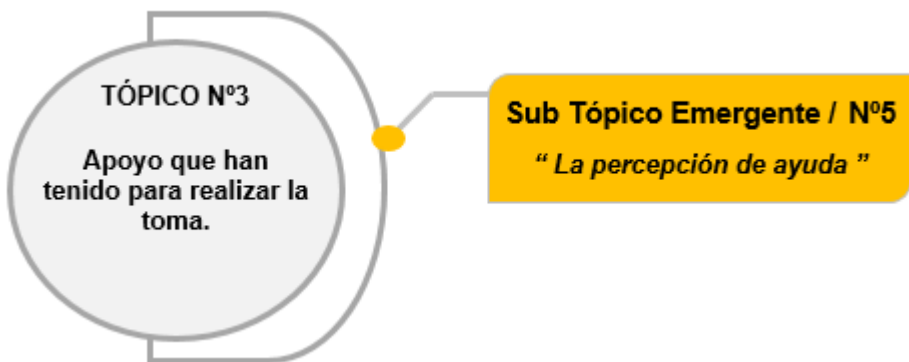 TÓPICO Nº3
Apoyo que han
tenido para realizar la
toma.
Sub Tópico Emergente / Nº5
“ La percepción de ayuda ”